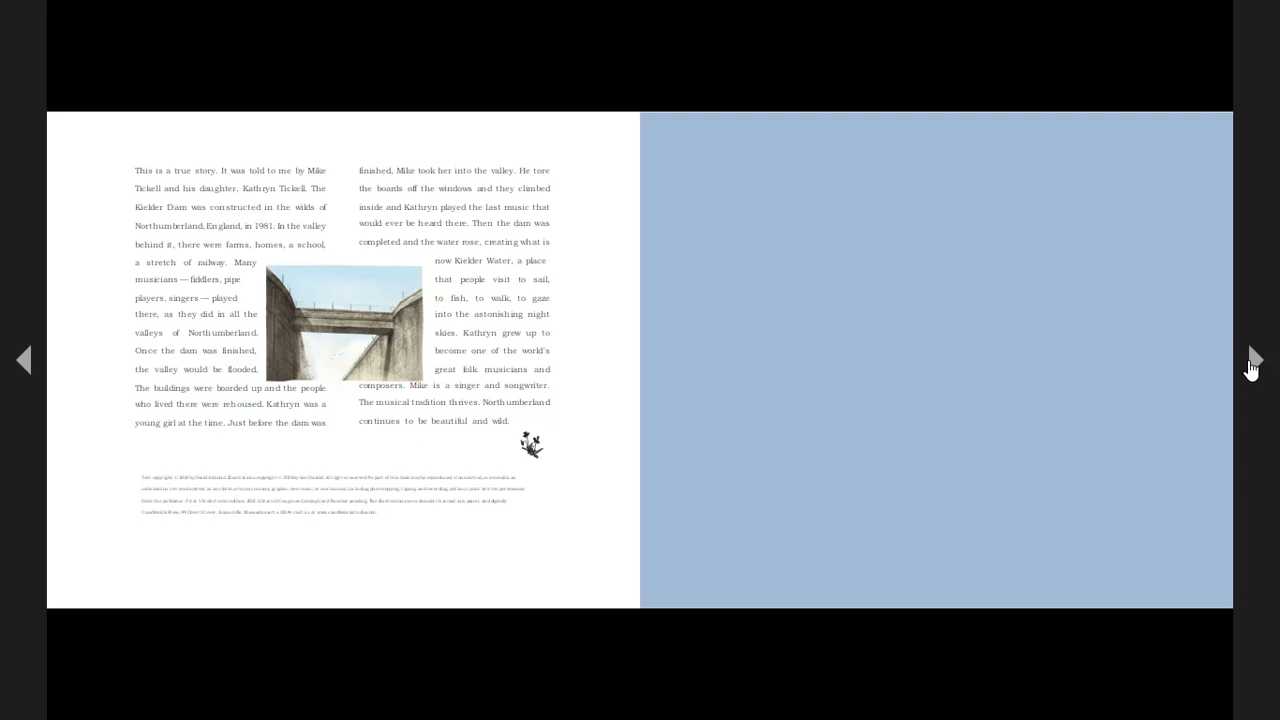 This is a true story. It was told to me by Mike
Tickell and his daughter, Kathryn Tickell. The
Kielder Dam was constructed in the wilds of
Northumberland, England, in 1981. In the valley
behind it, there were farms, homes, a school,
a stretch of railway. Many
musicians — fiddlers, pipe
players, singers — played
there, as they did in all the
valleys of Northumberland.
Once the dam was finished,
the valley would be flooded.
The buildings were boarded up and the people
who lived there were rehoused. Kathryn was a
young girl at the time. Just before the dam was
finished, Mike took her into the valley. He tore
the boards off the windows and they climbed
inside and Kathryn played the last music that
would ever be heard there. Then the dam was
completed and the water rose, creating what is
now Kielder Water, a place
that people visit to sail,
to fish, to walk, to gaze
into the astonishing night
skies. Kathryn grew up to
become one of the world's
great folk musicians and
composers. Mike is a singer and songwriter.
The musical tradition thrives. Northumberland
continues to be beautiful and wild.